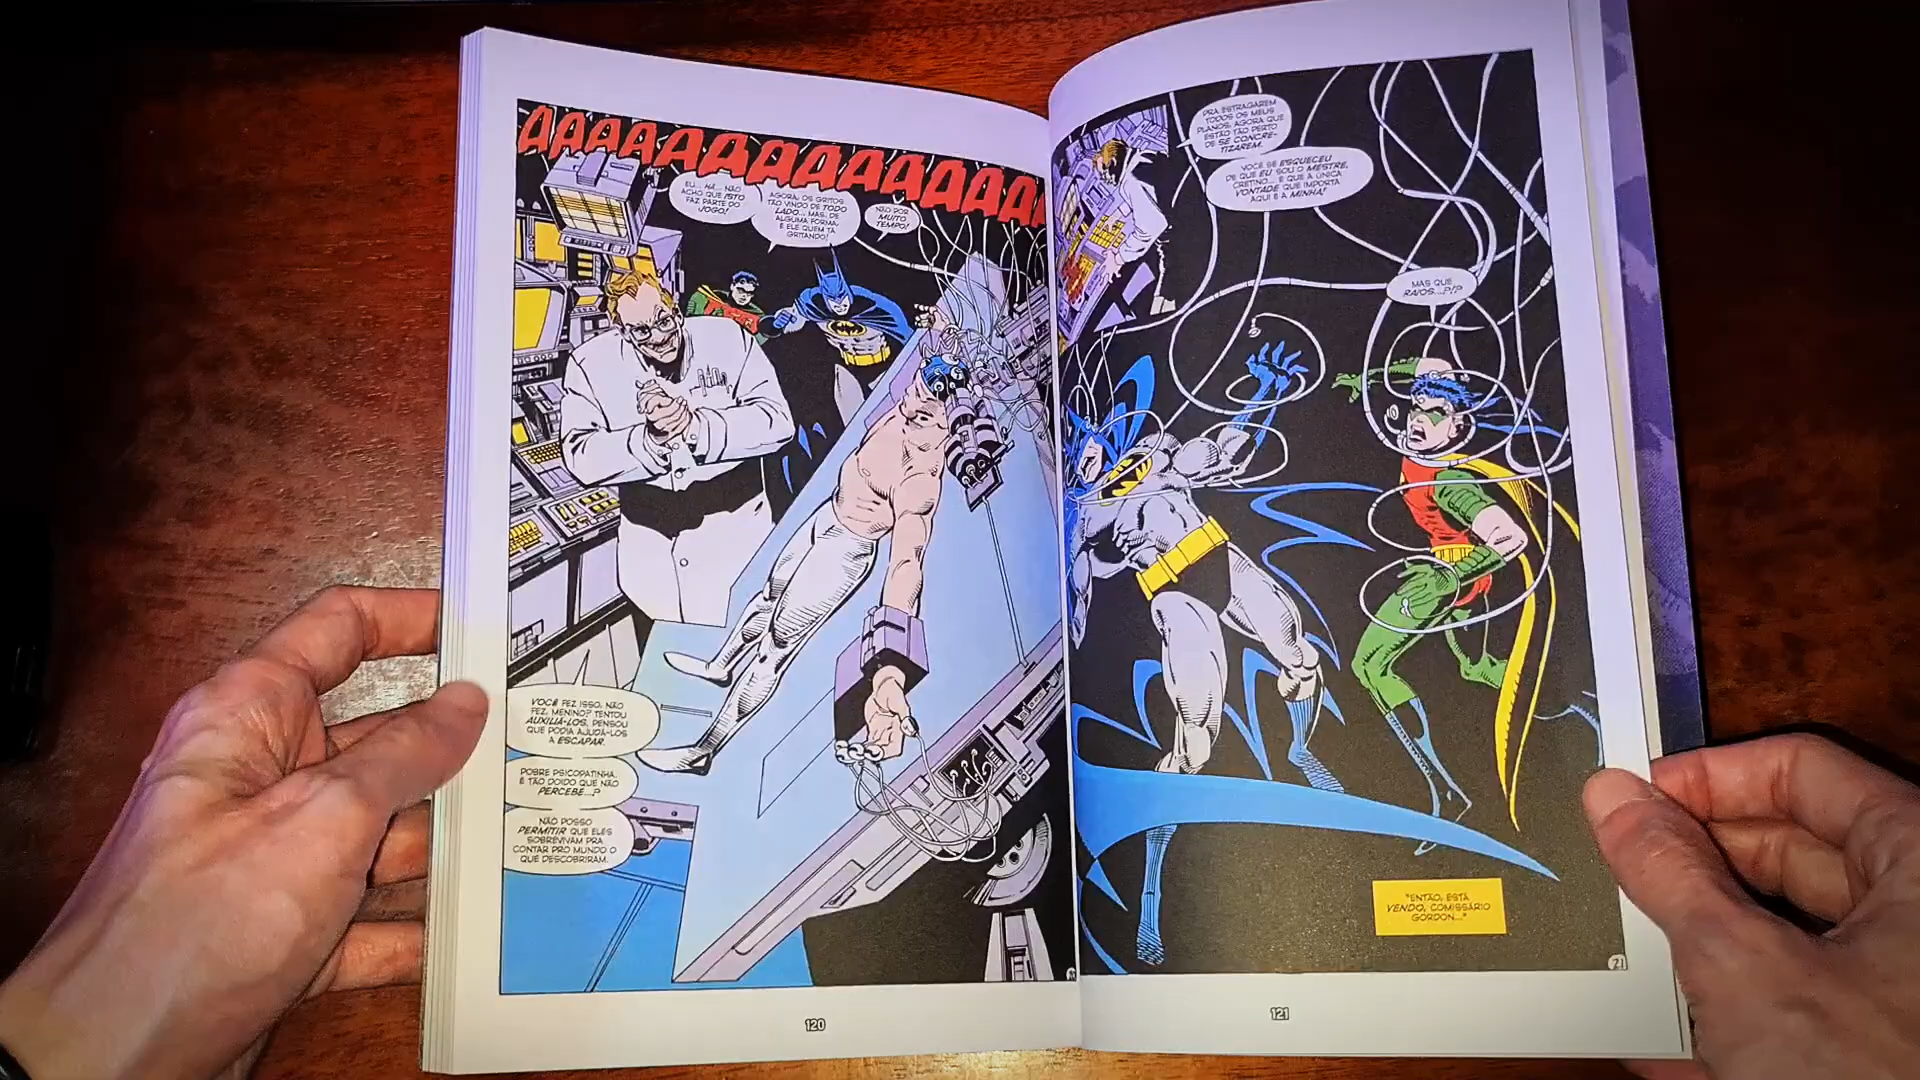 AAAAAAAAAAAAAA
EU... HÃ... NÃO
ACHO QUE ISTO
FAZ PARTE DO
JOGO!
AGORA, OS GRITOS
TÃO VINDO DE TODO
LADO... MAS, DE
ALGUMA FORMA,
É ELE QUEM TÁ
GRITANDO!
NÃO POR
MUITO
TEMPO!
VOCÊ FEZ ISSO, NÃO
FEZ, MENINO? TENTOU
AUXILIÁ-LOS. PENSOU
QUE PODIA AJUDÁ-LOS
A ESCAPAR.
POBRE PSICOPATINHA.
É TÃO DOIDO QUE NÃO
PERCEBE...?
NÃO POSSO
PERMITIR QUE ELES
SOBREVIVAM PRA
CONTAR PRO MUNDO O
QUE DESCOBRIRAM.
120
PRA ESTRAGAREM
TODOS OS MEUS
PLANOS, AGORA QUE
ESTÃO TÃO PERTO
DE SE CONCRE-
TIZAREM.
VOCÊ SE ESQUECEU
DE QUE EU SOU O MESTRE,
CRETINO... E QUE A ÚNICA
VONTADE QUE IMPORTA
AQUI É A MINHA!
MAS QUE
RAIOS...?!?
"ENTÃO, ESTÁ
VENDO, COMISSÁRIO
GORDON..."
21
121